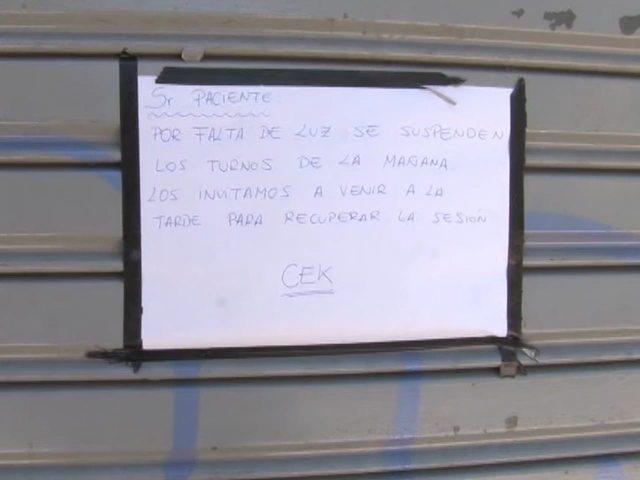 Sr PACIENTE
POR FALTA DE LUZ SE SUSPENDEN
LOS TURNOS DE LA MAÑANA
LOS INVITAMOS A VENIR A LA
TARDE PARA RECUPERAR LA SESIÓN
CEK